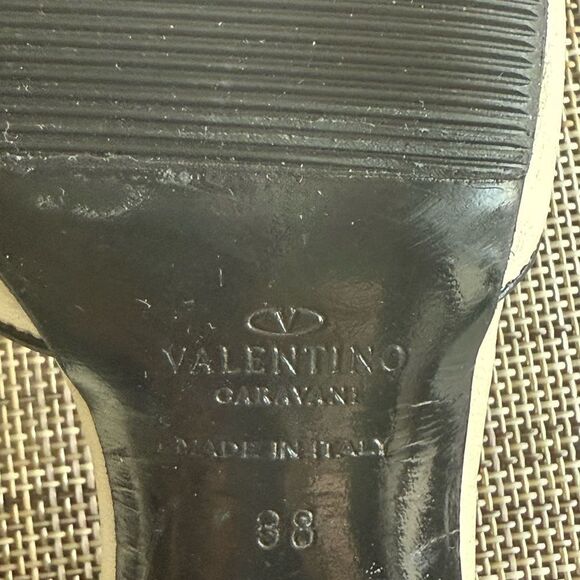 V
VALENTINO
GARAVANI
MADE IN ITALY
38